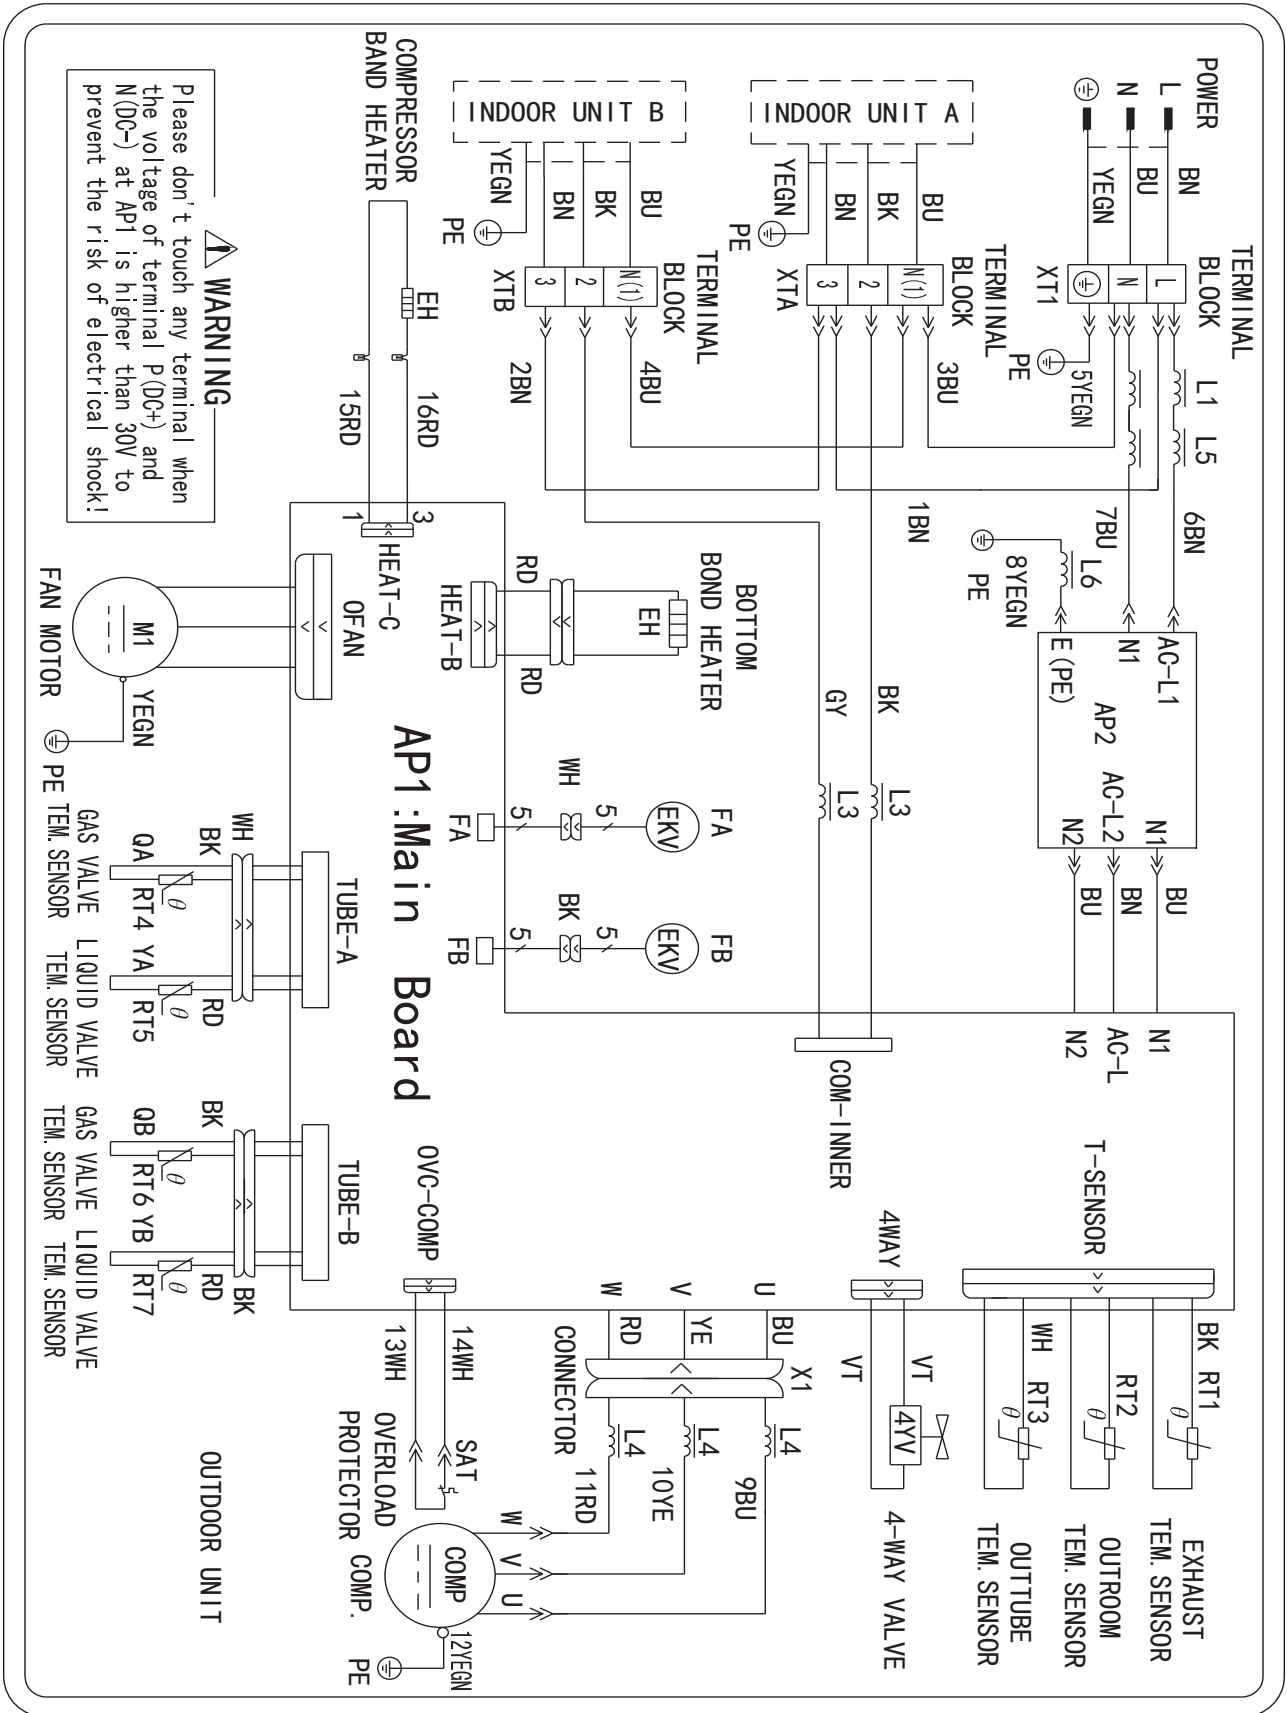 POWER
L
N
BN
BU
YEGN
TERMINAL
BLOCK
XT1
L
N
PE
5YEGN
L1
L5
6BN
7BU
L6
8YEGN
PE
AC-L1
N1
E(PE)
AP2
N1
AC-L2
N2
BU
BN
BU
N1
AC-L
N2
T-SENSOR
BK
RT1
θ
RT2
θ
WH
RT3
θ
EXHAUST
TEM. SENSOR
OUTROOM
TEM. SENSOR
OUTTUBE
TEM. SENSOR
INDOOR UNIT A
BU
BK
BN
YEGN
PE
TERMINAL
BLOCK
XTA
N(1)
2
3
3BU
1BN
BK
GY
L3
L3
COM-INNER
4WAY
VT
VT
4YV
4-WAY VALVE
INDOOR UNIT B
BU
BK
BN
YEGN
PE
TERMINAL
BLOCK
XTB
N(1)
2
3
4BU
2BN
BOTTOM
BOND HEATER
EH
RD
RD
HEAT-B
FA
EKV
5
WH
5
FA
FB
EKV
5
BK
5
FB
U
V
W
BU
YE
RD
X1
CONNECTOR
L4
L4
L4
9BU
10YE
11RD
COMPRESSOR
BAND HEATER
EH
16RD
15RD
3
1
HEAT-C
AP1:Main Board
OVC-COMP
14WH
13WH
SAT
OVERLOAD
PROTECTOR
W
V
U
COMP
COMP.
12YEGN
PE
OFAN
M1
FAN MOTOR
YEGN
PE
TUBE-A
WH
BK
RD
QA
RT4
θ
YA
RT5
θ
GAS VALVE
TEM. SENSOR
LIQUID VALVE
TEM. SENSOR
TUBE-B
BK
BK
RD
QB
RT6
θ
YB
RT7
θ
GAS VALVE
TEM. SENSOR
LIQUID VALVE
TEM. SENSOR
OUTDOOR UNIT
WARNING
Please don't touch any terminal when
the voltage of terminal P(DC+) and
N(DC-) at AP1 is higher than 30V to
prevent the risk of electrical shock!